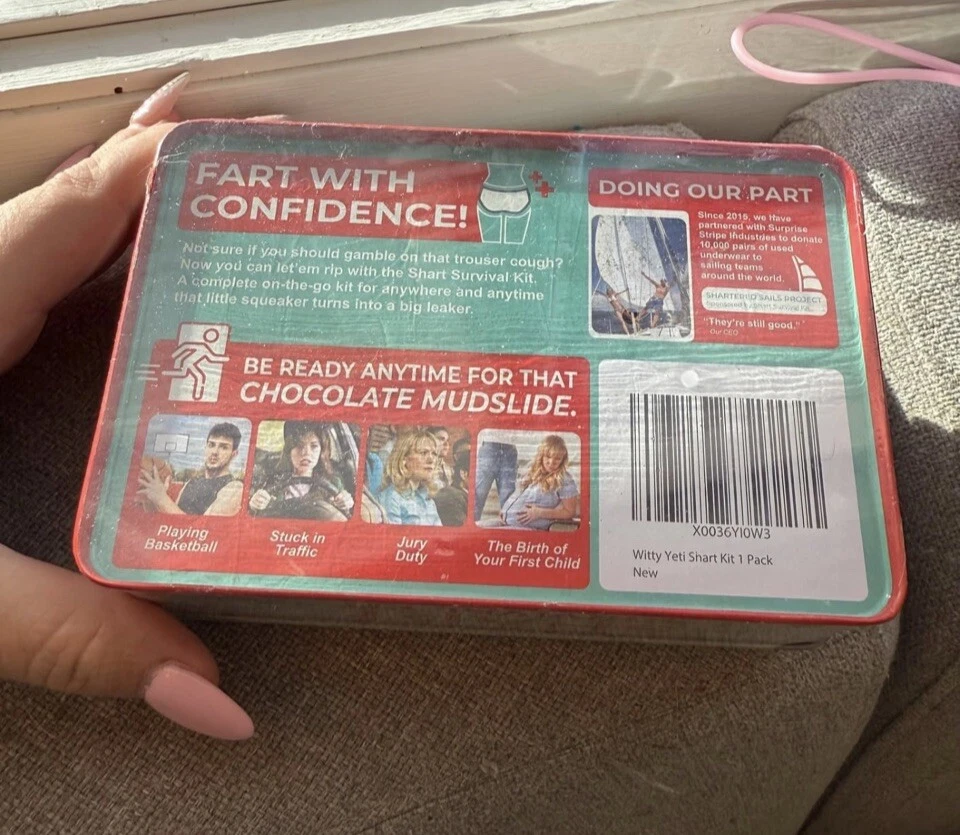 FART WITH
CONFIDENCE!
Not sure if you should gamble on that trouser cough?
Now you can let'em rip with the Shart Survival Kit.
A complete on-the-go kit for anywhere and anytime
that little squeaker turns into a big leaker.
BE READY ANYTIME FOR THAT
CHOCOLATE MUDSLIDE.
Playing
Basketball
Stuck in
Traffic
Jury
Duty
The Birth of
Your First Child
DOING OUR PART
Since 2015, we have
partnered with Surprise
Stripe Industries to donate
10,000 pairs of used
underwear to
sailing teams
around the world.
SHARTERED SAILS PROJECT
"They're still good."
-Our CEO
X0036YI0W3
Witty Yeti Shart Kit 1 Pack
New